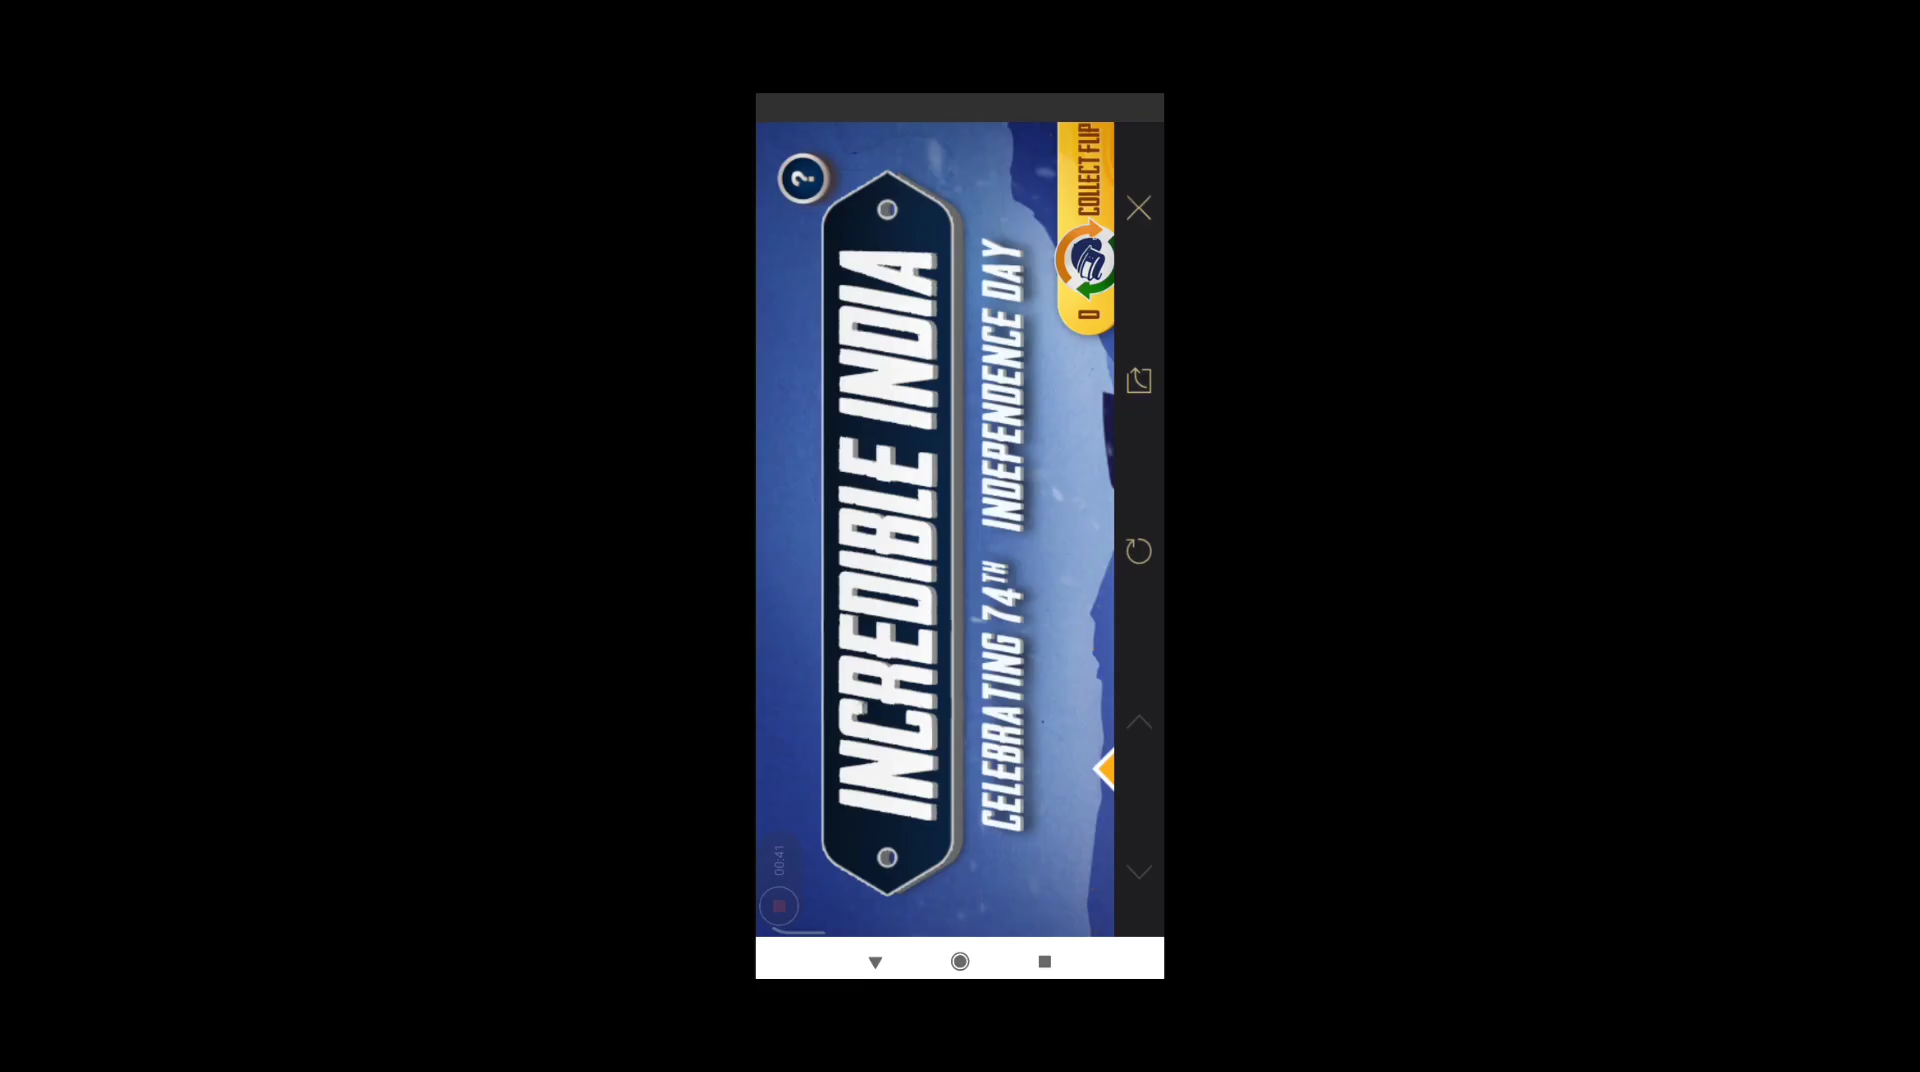 ?
INCREDIBLE INDIA
CELEBRATING 74TH INDEPENDENCE DAY
0 COLLECT FLIP
00:41